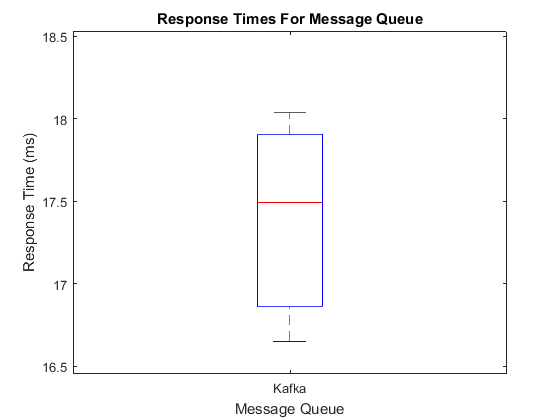 Response Times For Message Queue
18.5
18
17.5
17
16.5
Response Time (ms)
Kafka
Message Queue